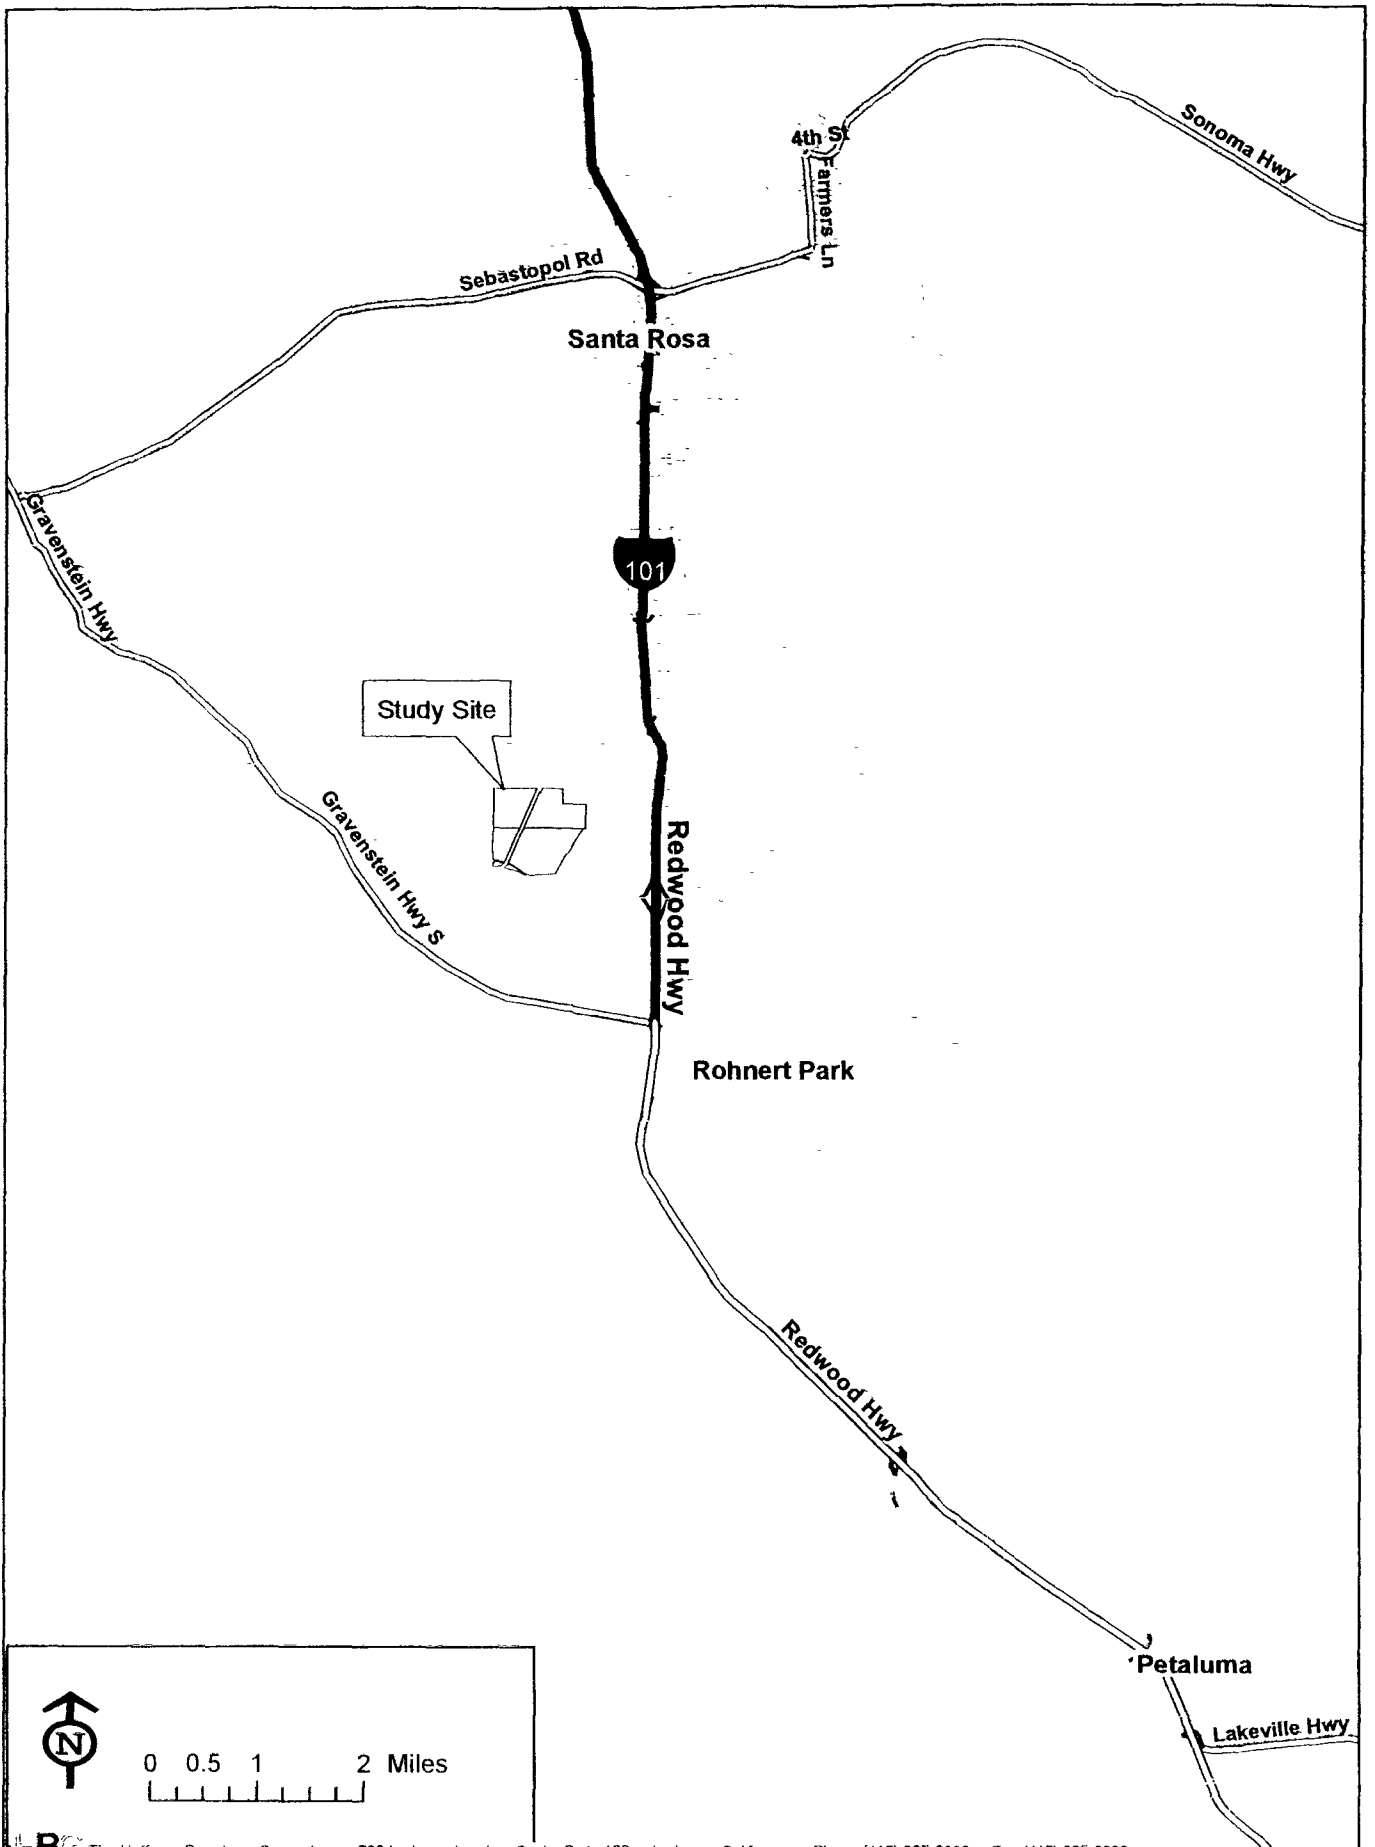 4th St
Sonoma Hwy
Farmers Ln
Sebastopol Rd
Santa Rosa
Gravenstein Hwy
101
Study Site
Gravenstein Hwy S
Redwood Hwy
Rohnert Park
Redwood Hwy
Petaluma
Lakeville Hwy
N
0 0.5 1 2 Miles